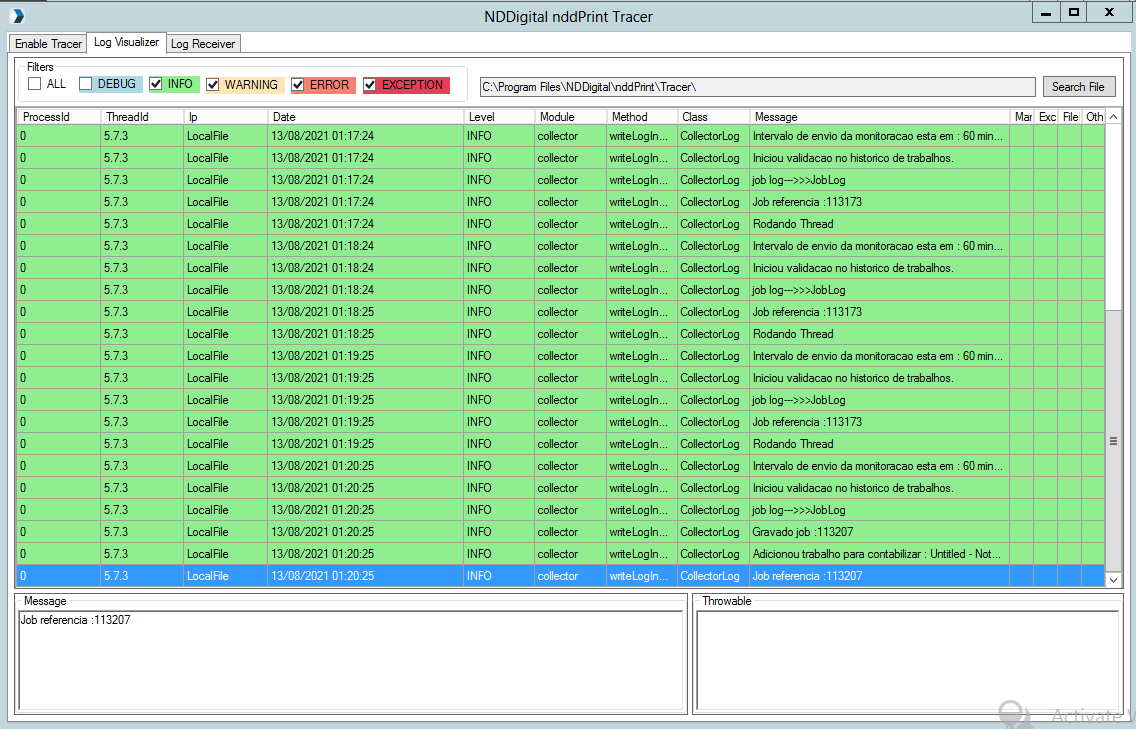 NDDigital nddPrint Tracer
Enable Tracer Log Visualizer Log Receiver
Filters
ALL DEBUG INFO WARNING ERROR EXCEPTION C:\Program Files\NDDigital\nddPrint\Tracer\ Search File
ProcessId ThreadId Ip Date Level Module Method Class Message Mar Exc File Oth
0 5.7.3 LocalFile 13/08/2021 01:17:24 INFO collector writeLogIn... CollectorLog Intervalo de envio da monitoracao esta em : 60 min...
0 5.7.3 LocalFile 13/08/2021 01:17:24 INFO collector writeLogIn... CollectorLog Iniciou validacao no historico de trabalhos.
0 5.7.3 LocalFile 13/08/2021 01:17:24 INFO collector writeLogIn... CollectorLog job log--->>>JobLog
0 5.7.3 LocalFile 13/08/2021 01:17:24 INFO collector writeLogIn... CollectorLog Job referencia :113173
0 5.7.3 LocalFile 13/08/2021 01:17:24 INFO collector writeLogIn... CollectorLog Rodando Thread
0 5.7.3 LocalFile 13/08/2021 01:18:24 INFO collector writeLogIn... CollectorLog Intervalo de envio da monitoracao esta em : 60 min...
0 5.7.3 LocalFile 13/08/2021 01:18:24 INFO collector writeLogIn... CollectorLog Iniciou validacao no historico de trabalhos.
0 5.7.3 LocalFile 13/08/2021 01:18:24 INFO collector writeLogIn... CollectorLog job log--->>>JobLog
0 5.7.3 LocalFile 13/08/2021 01:18:25 INFO collector writeLogIn... CollectorLog Job referencia :113173
0 5.7.3 LocalFile 13/08/2021 01:18:25 INFO collector writeLogIn... CollectorLog Rodando Thread
0 5.7.3 LocalFile 13/08/2021 01:19:25 INFO collector writeLogIn... CollectorLog Intervalo de envio da monitoracao esta em : 60 min...
0 5.7.3 LocalFile 13/08/2021 01:19:25 INFO collector writeLogIn... CollectorLog Iniciou validacao no historico de trabalhos.
0 5.7.3 LocalFile 13/08/2021 01:19:25 INFO collector writeLogIn... CollectorLog job log--->>>JobLog
0 5.7.3 LocalFile 13/08/2021 01:19:25 INFO collector writeLogIn... CollectorLog Job referencia :113173
0 5.7.3 LocalFile 13/08/2021 01:19:25 INFO collector writeLogIn... CollectorLog Rodando Thread
0 5.7.3 LocalFile 13/08/2021 01:20:25 INFO collector writeLogIn... CollectorLog Intervalo de envio da monitoracao esta em : 60 min...
0 5.7.3 LocalFile 13/08/2021 01:20:25 INFO collector writeLogIn... CollectorLog Iniciou validacao no historico de trabalhos.
0 5.7.3 LocalFile 13/08/2021 01:20:25 INFO collector writeLogIn... CollectorLog job log--->>>JobLog
0 5.7.3 LocalFile 13/08/2021 01:20:25 INFO collector writeLogIn... CollectorLog Gravado job :113207
0 5.7.3 LocalFile 13/08/2021 01:20:25 INFO collector writeLogIn... CollectorLog Adicionou trabalho para contabilizar : Untitled - Not...
0 5.7.3 LocalFile 13/08/2021 01:20:25 INFO collector writeLogIn... CollectorLog Job referencia :113207
Message Throwable
Job referencia :113207
Activate W